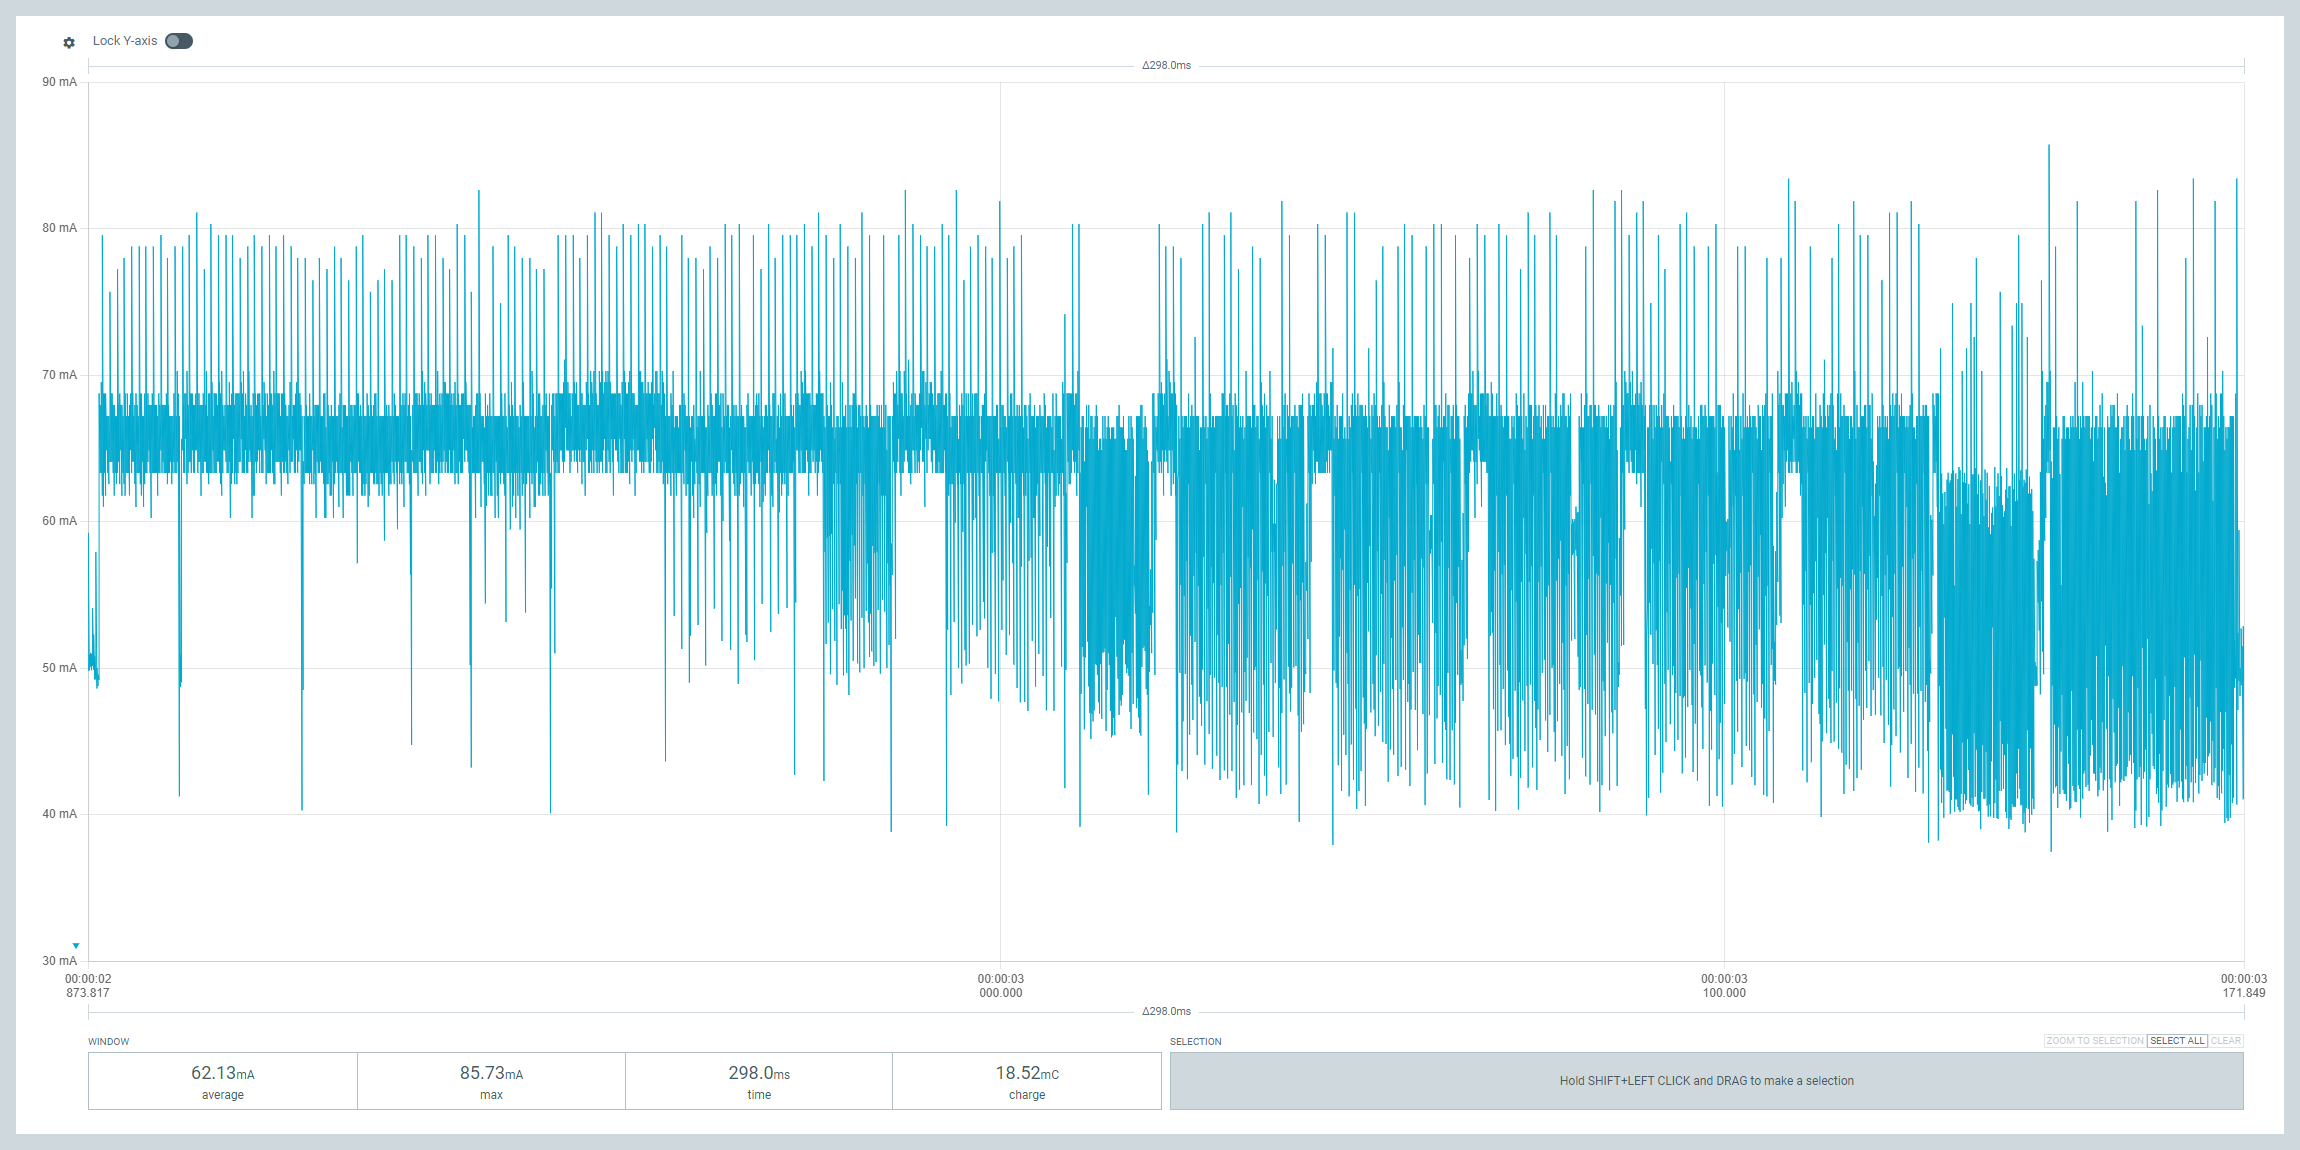 Lock Y-axis
Δ298.0ms
90 mA
80 mA
70 mA
60 mA
50 mA
40 mA
30 mA
00:00:02 00:00:03 00:00:03 00:00:03
873.817 000.000 100.000 171.849
Δ298.0ms
WINDOW
62.13mA 85.73mA 298.0ms 18.52mC
average max time charge
SELECTION
ZOOM TO SELECTION SELECT ALL CLEAR
Hold SHIFT+LEFT CLICK and DRAG to make a selection